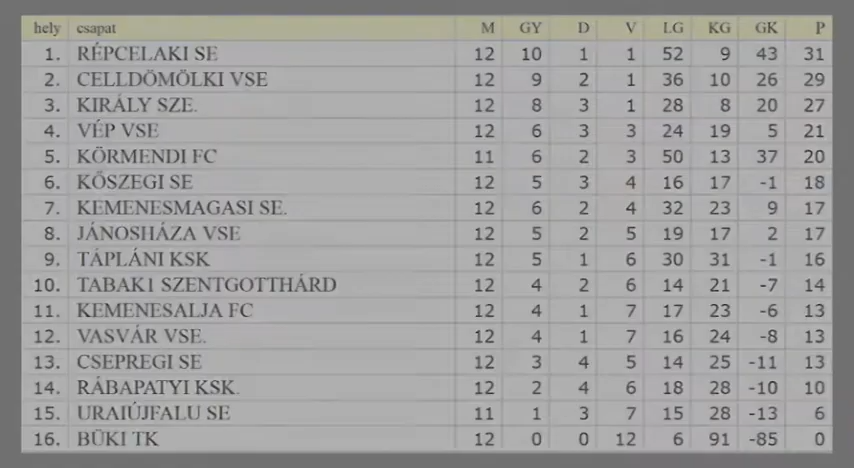 hely csapat M GY D V LG KG GK P
1. RÉPCELAKI SE 12 10 1 1 52 9 43 31
2. CELLDÖMÖLKI VSE 12 9 2 1 36 10 26 29
3. KIRÁLY SZE. 12 8 3 1 28 8 20 27
4. VÉP VSE 12 6 3 3 24 19 5 21
5. KÖRMENDI FC 11 6 2 3 50 13 37 20
6. KŐSZEGI SE 12 5 3 4 16 17 -1 18
7. KEMENESMAGASI SE. 12 6 2 4 32 23 9 17
8. JÁNOSHÁZA VSE 12 5 2 5 19 17 2 17
9. TÁPLÁNI KSK 12 5 1 6 30 31 -1 16
10. TABAK1 SZENTGOTTHÁRD 12 4 2 6 14 21 -7 14
11. KEMENESALJA FC 12 4 1 7 17 23 -6 13
12. VASVÁR VSE. 12 4 1 7 16 24 -8 13
13. CSEPREGI SE 12 3 4 5 14 25 -11 13
14. RÁBAPATYI KSK. 12 2 4 6 18 28 -10 10
15. URAIÚJFALU SE 11 1 3 7 15 28 -13 6
16. BÜKI TK 12 0 0 12 6 91 -85 0